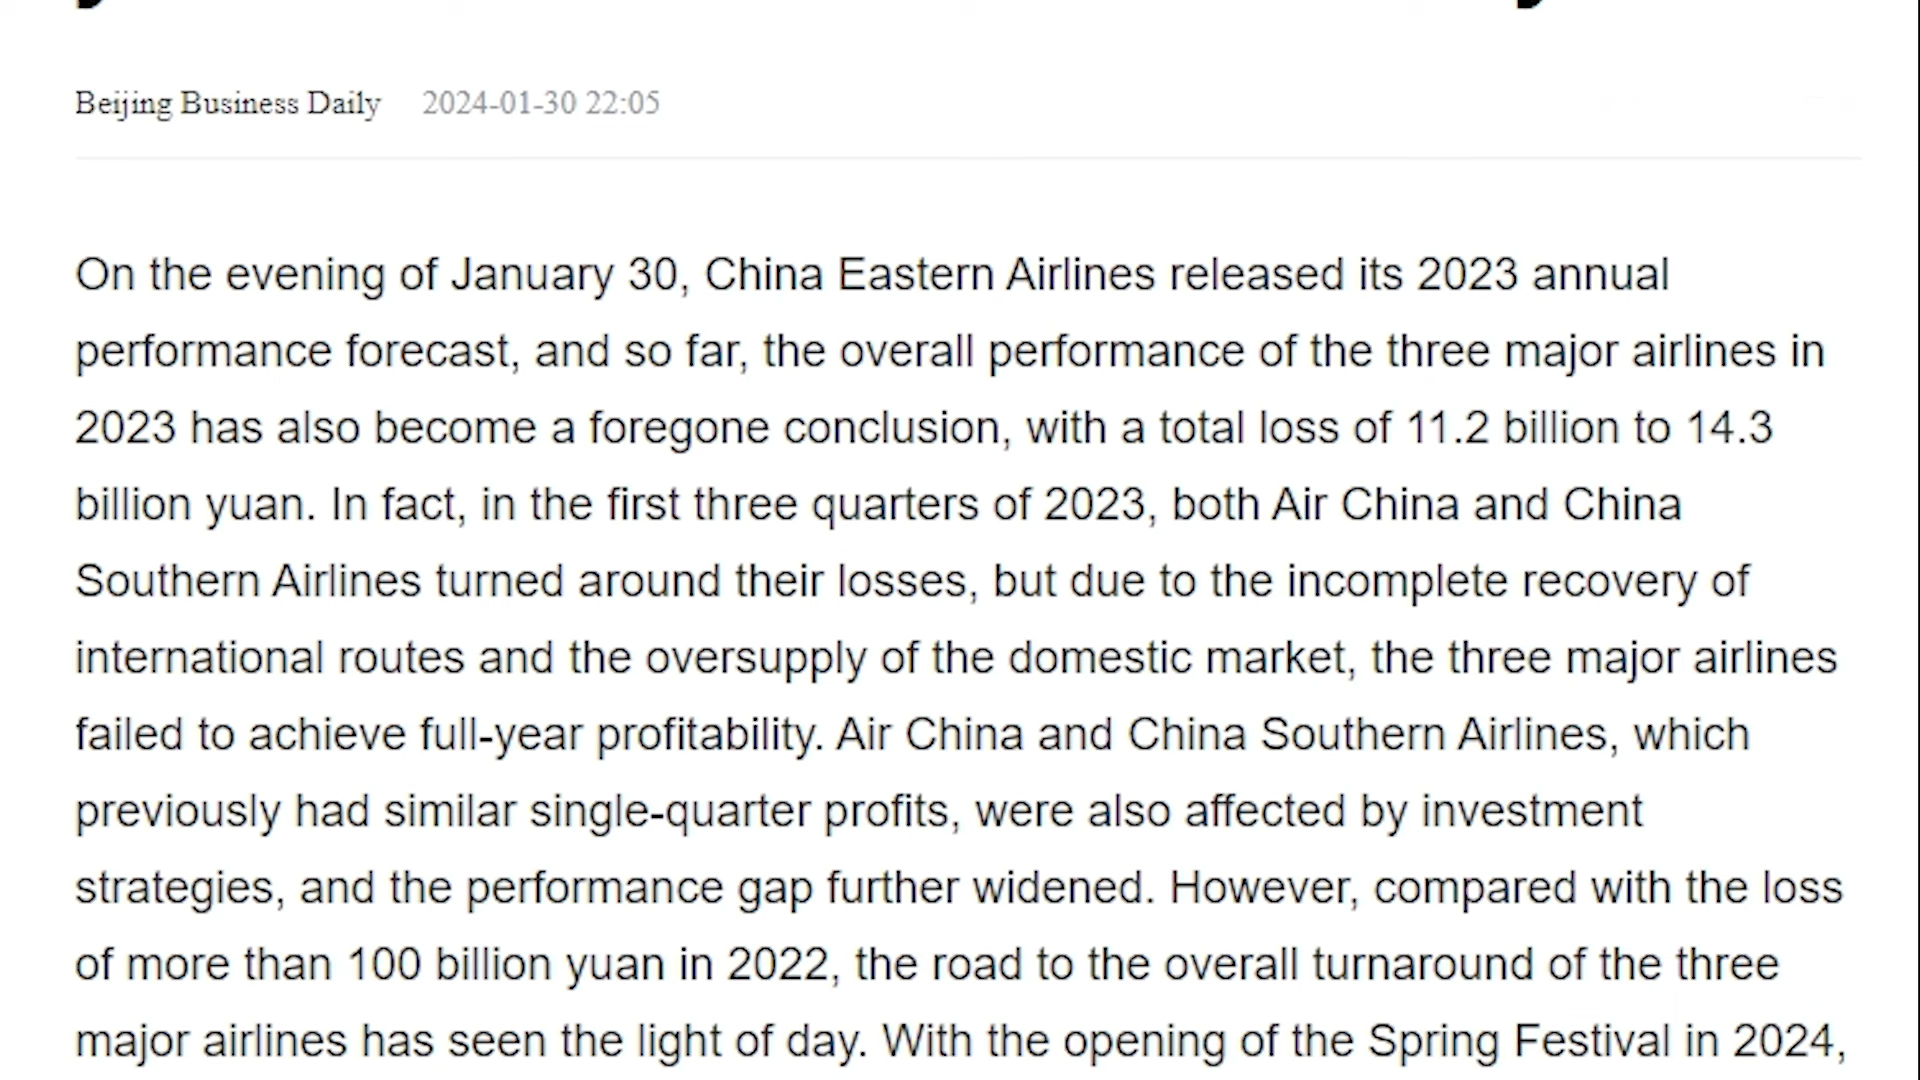 Beijing Business Daily 2024-01-30 22:05
On the evening of January 30, China Eastern Airlines released its 2023 annual
performance forecast, and so far, the overall performance of the three major airlines in
2023 has also become a foregone conclusion, with a total loss of 11.2 billion to 14.3
billion yuan. In fact, in the first three quarters of 2023, both Air China and China
Southern Airlines turned around their losses, but due to the incomplete recovery of
international routes and the oversupply of the domestic market, the three major airlines
failed to achieve full-year profitability. Air China and China Southern Airlines, which
previously had similar single-quarter profits, were also affected by investment
strategies, and the performance gap further widened. However, compared with the loss
of more than 100 billion yuan in 2022, the road to the overall turnaround of the three
major airlines has seen the light of day. With the opening of the Spring Festival in 2024,